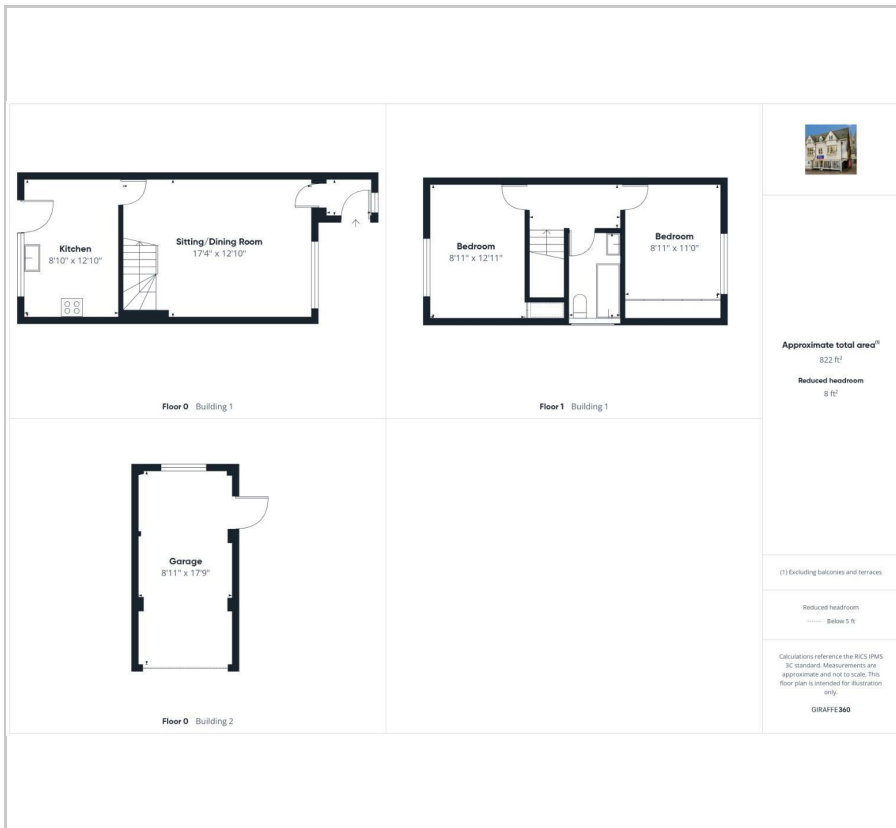 Kitchen
8'10" x 12'10"
Sitting/Dining Room
17'4" x 12'10"
Floor 0 Building 1
Bedroom
8'11" x 12'11"
Bedroom
8'11" x 11'0"
Floor 1 Building 1
Garage
8'11" x 17'9"
Floor 0 Building 2
Approximate total area(1)
822 ft²
Reduced headroom
8 ft²
(1) Excluding balconies and terraces
Reduced headroom
Below 5 ft
Calculations reference the RICS IPMS
3C standard. Measurements are
approximate and not to scale. This
floor plan is intended for illustration
only.
GIRAFFE360